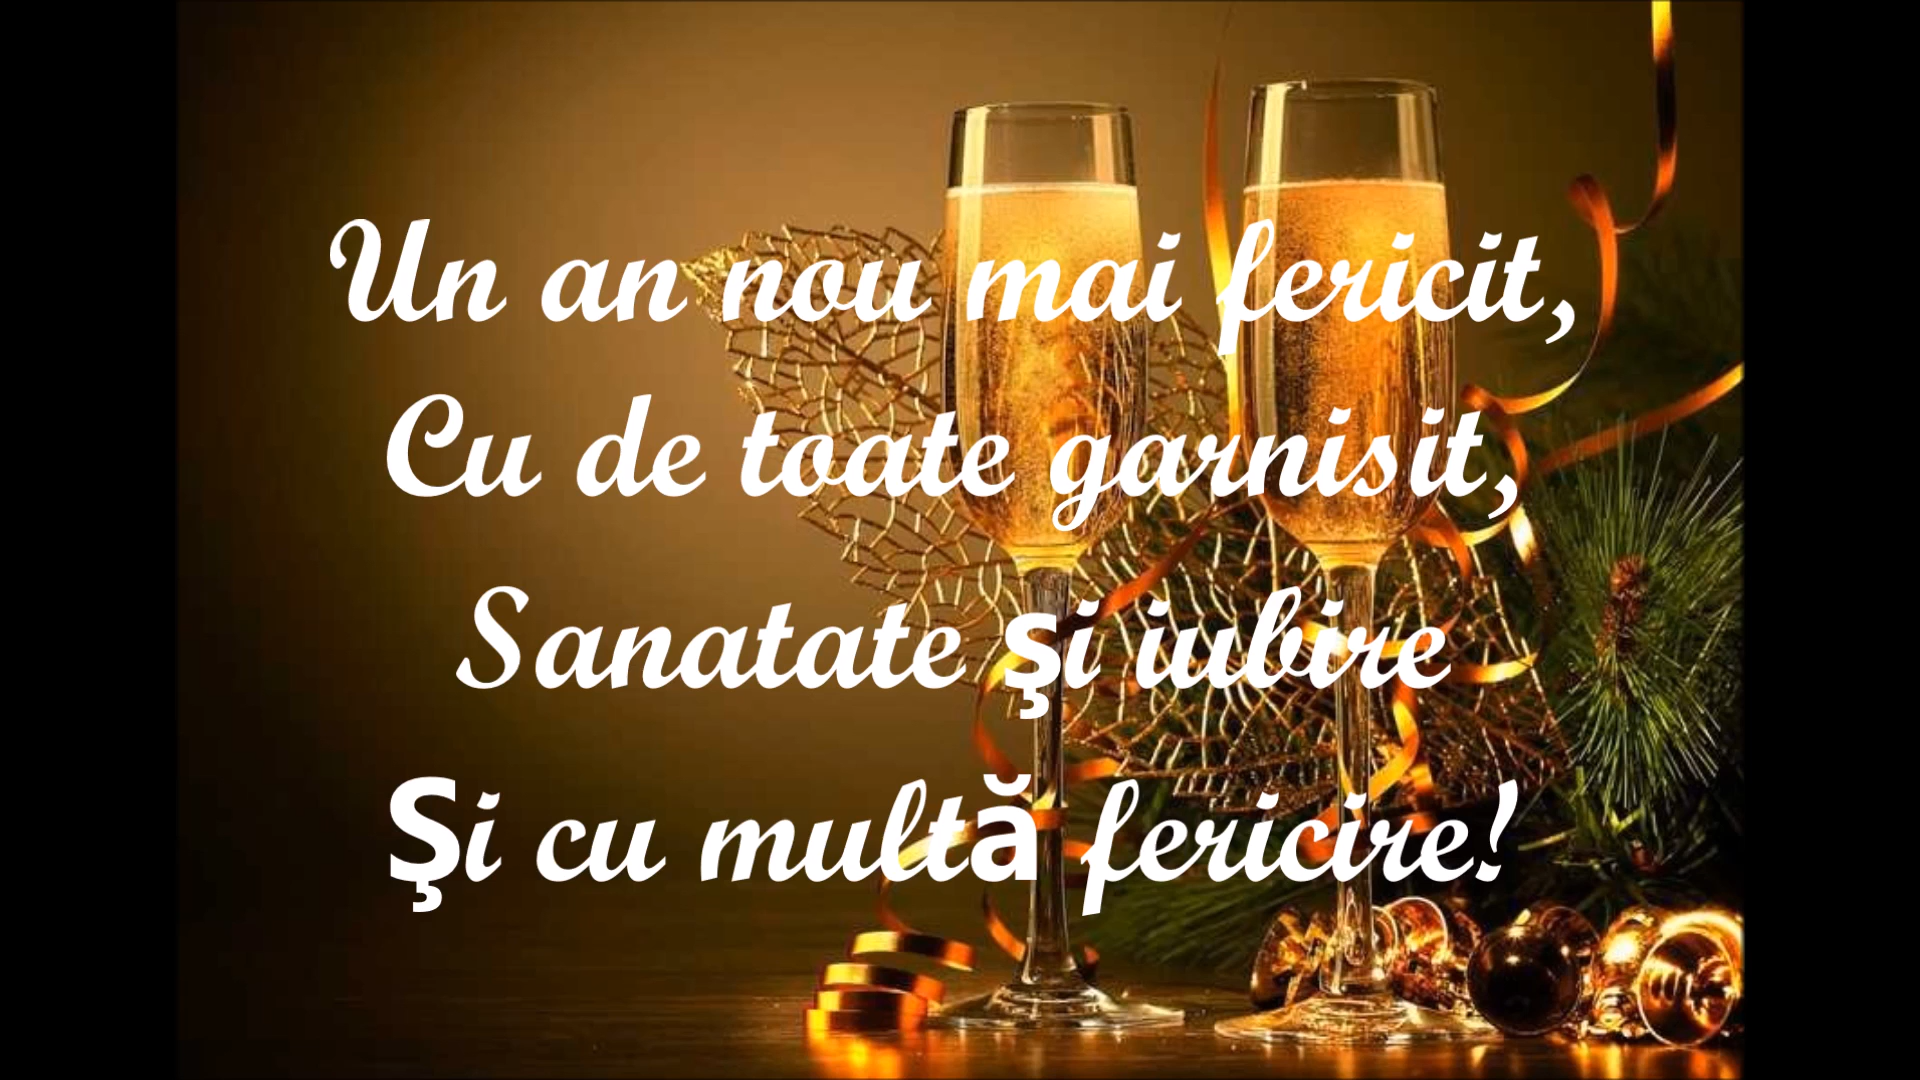 Un an nou mai fericit,
Cu de toate garnisit,
Sanatate şi iubire
Şi cu multă fericire!